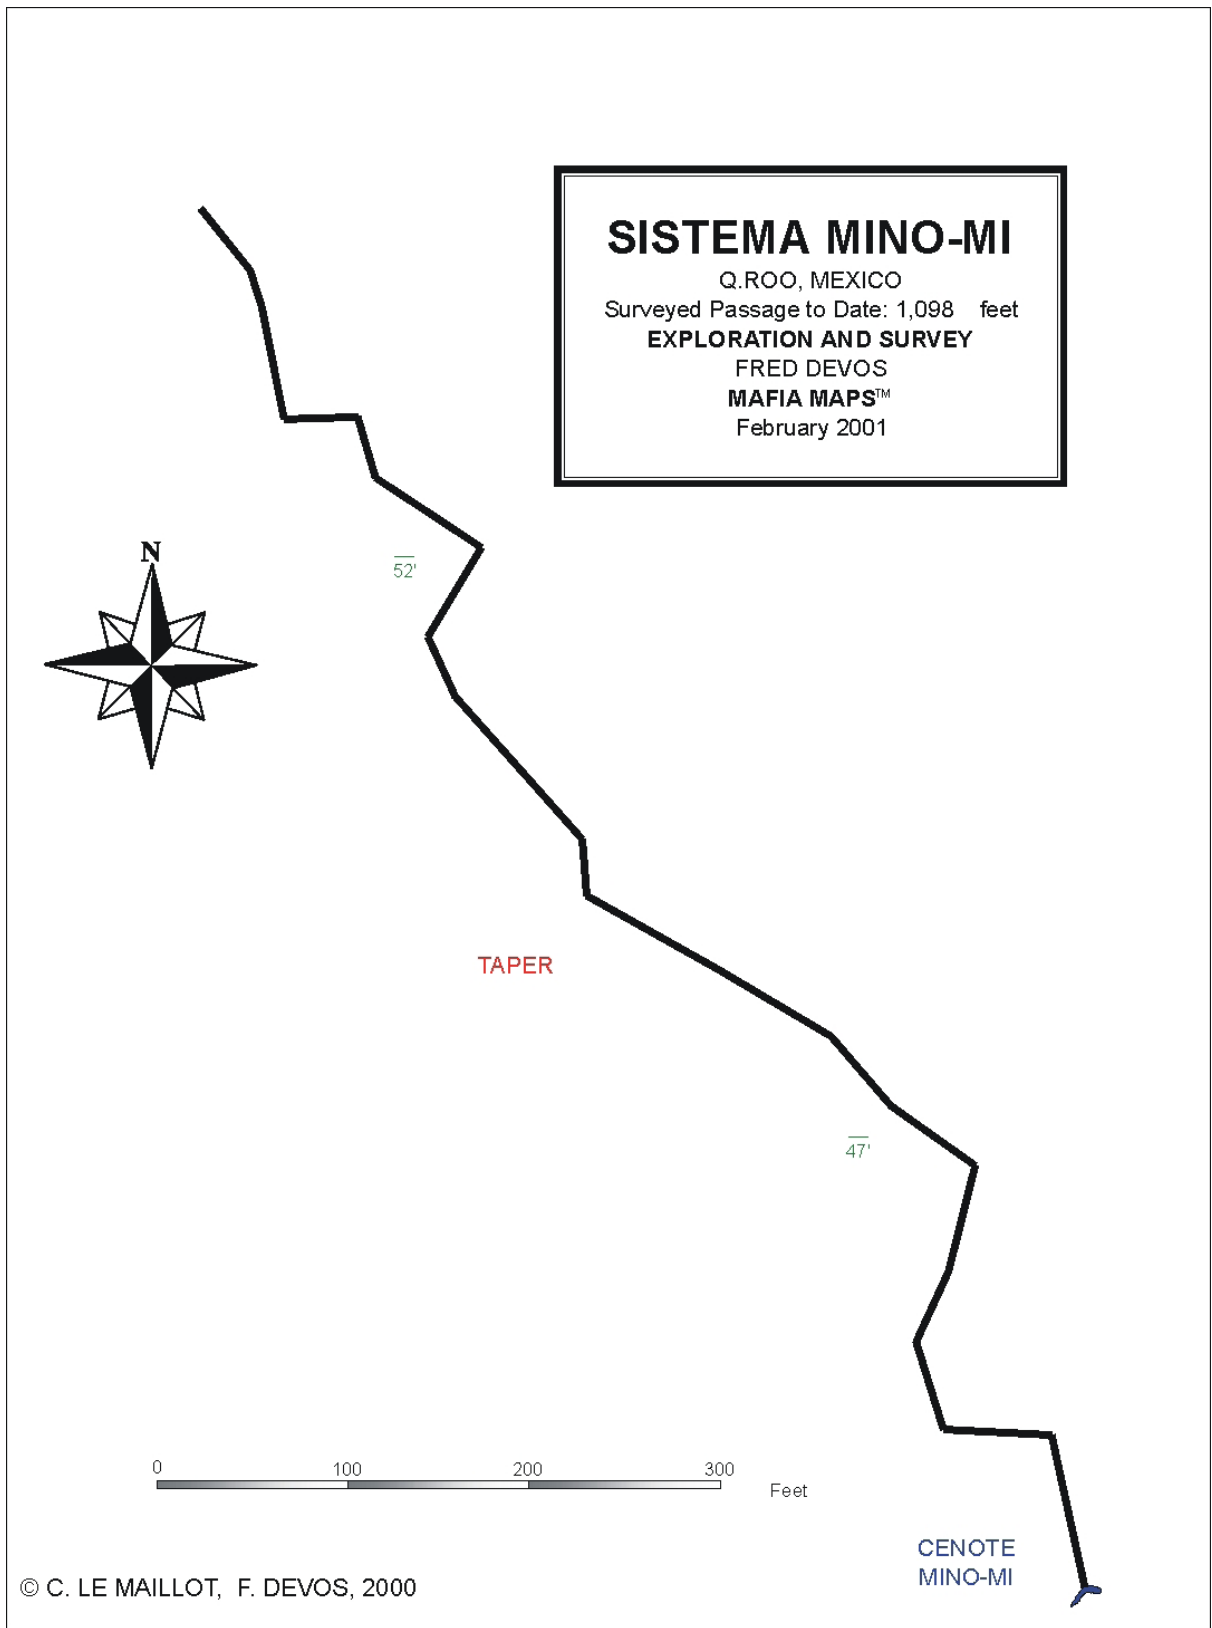 SISTEMA MINO-MI
Q.ROO, MEXICO
Surveyed Passage to Date: 1,098 feet
EXPLORATION AND SURVEY
FRED DEVOS
MAFIA MAPS™
February 2001
N
52'
TAPER
47'
0 100 200 300
Feet
CENOTE
MINO-MI
© C. LE MAILLOT, F. DEVOS, 2000